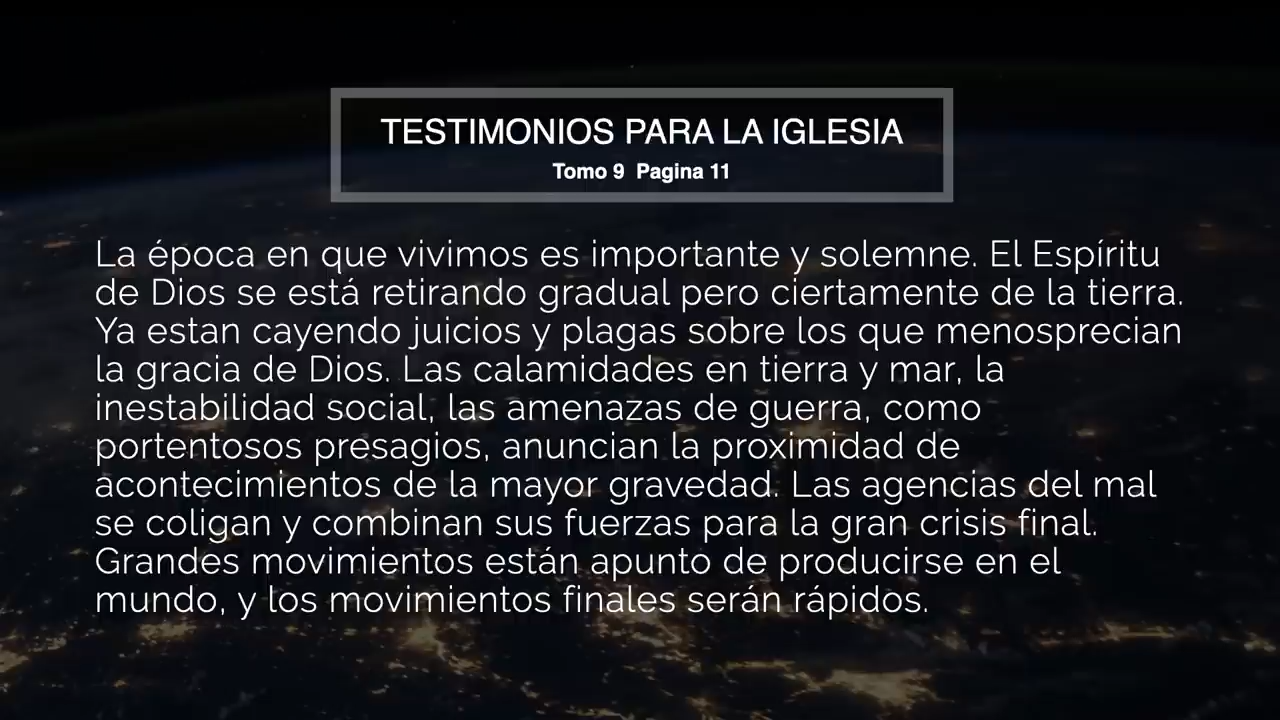 TESTIMONIOS PARA LA IGLESIA
Tomo 9 Pagina 11
La época en que vivimos es importante y solemne. El Espíritu
de Dios se está retirando gradual pero ciertamente de la tierra.
Ya estan cayendo juicios y plagas sobre los que menosprecian
la gracia de Dios. Las calamidades en tierra y mar, la
inestabilidad social, las amenazas de guerra, como
portentosos presagios, anuncian la proximidad de
acontecimientos de la mayor gravedad. Las agencias del mal
se coligan y combinan sus fuerzas para la gran crisis final.
Grandes movimientos están apunto de producirse en el
mundo, y los movimientos finales serán rápidos.